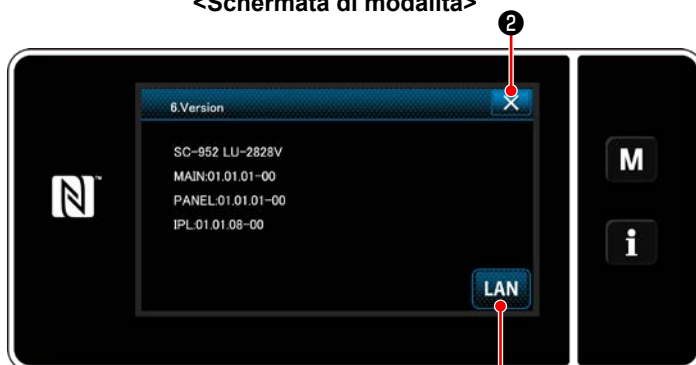 <Schermata di modalità>
❷
6.Version
SC-952 LU-2828V
MAIN:01.01.01-00
PANEL:01.01.01-00
IPL:01.01.08-00
LAN
M
i
N